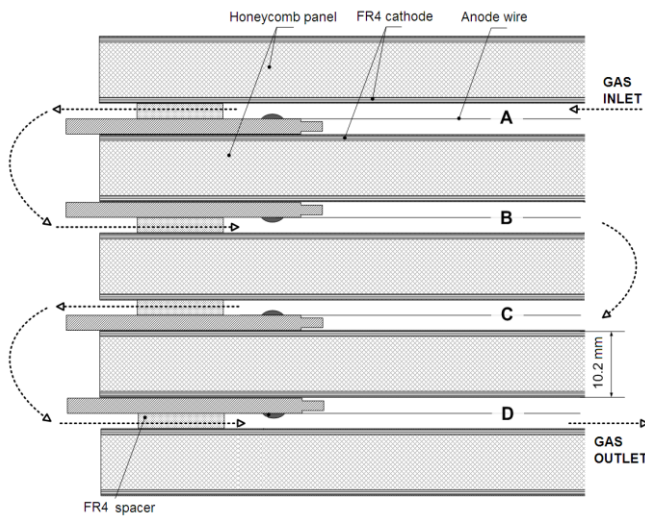 Honeycomb panel
FR4 cathode
Anode wire
GAS
INLET
A
B
C
10.2 mm
D
GAS
OUTLET
FR4 spacer